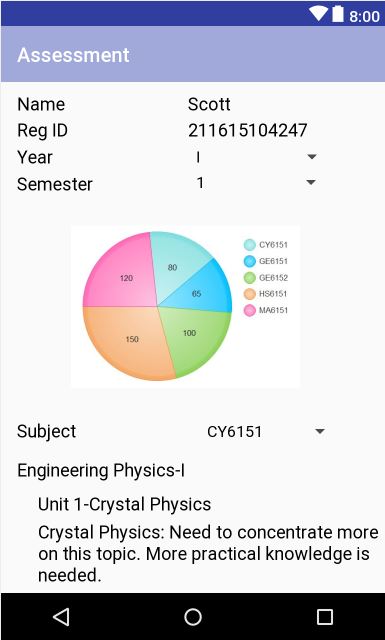 8:00
Assessment
Name Scott
Reg ID 211615104247
Year I
Semester 1
80
65
100
150
120
CY6151
GE6151
GE6152
HS6151
MA6151
Subject CY6151
Engineering Physics-I
Unit 1-Crystal Physics
Crystal Physics: Need to concentrate more
on this topic. More practical knowledge is
needed.